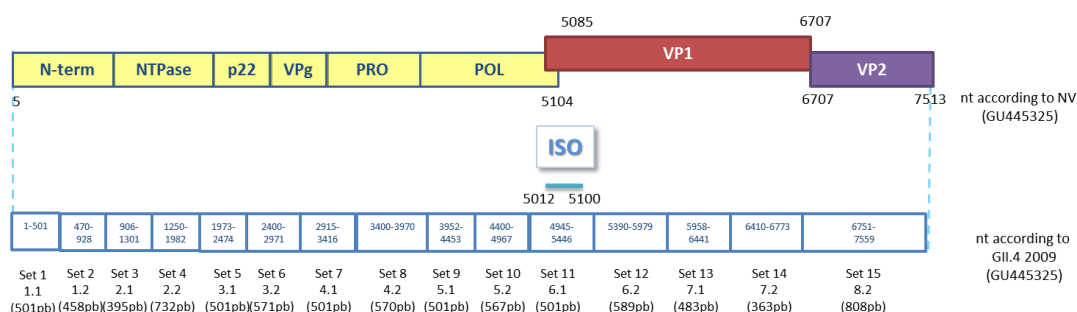 5085 6707
N-term NTPase p22 VPg PRO POL VP1 VP2
5 5104 6707 7513
nt according to NV
(GU445325)
ISO
5012 5100
1-501 470-928 906-1301 1250-1982 1973-2474 2400-2971 2915-3416 3400-3970 3952-4453 4400-4967 4945-5446 5390-5979 5958-6441 6410-6773 6751-7559
nt according to
GII.4 2009
(GU445325)
Set 1 Set 2 Set 3 Set 4 Set 5 Set 6 Set 7 Set 8 Set 9 Set 10 Set 11 Set 12 Set 13 Set 14 Set 15
1.1 1.2 2.1 2.2 3.1 3.2 4.1 4.2 5.1 5.2 6.1 6.2 7.1 7.2 8.2
(501pb) (458pb) (395pb) (732pb) (501pb) (571pb) (501pb) (570pb) (501pb) (567pb) (501pb) (589pb) (483pb) (363pb) (808pb)